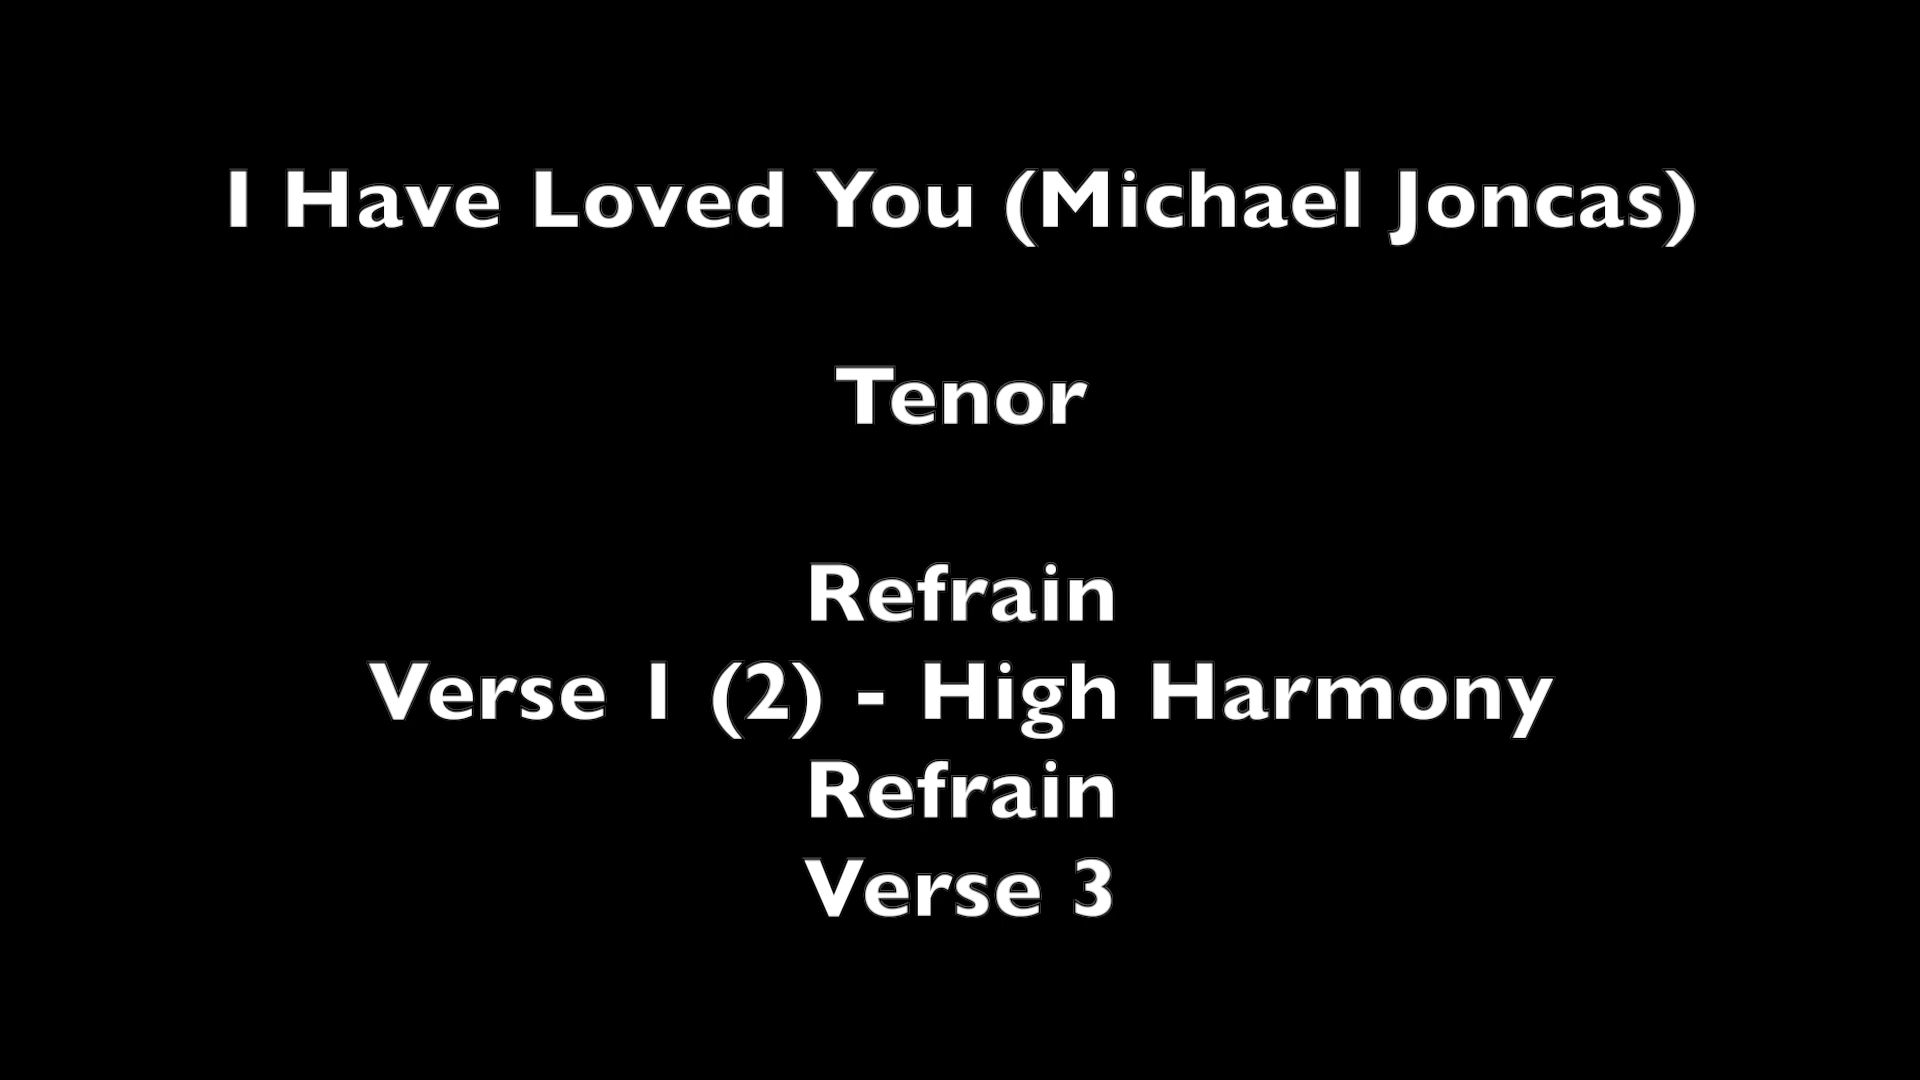 I Have Loved You (Michael Joncas)
Tenor
Refrain
Verse 1 (2) - High Harmony
Refrain
Verse 3